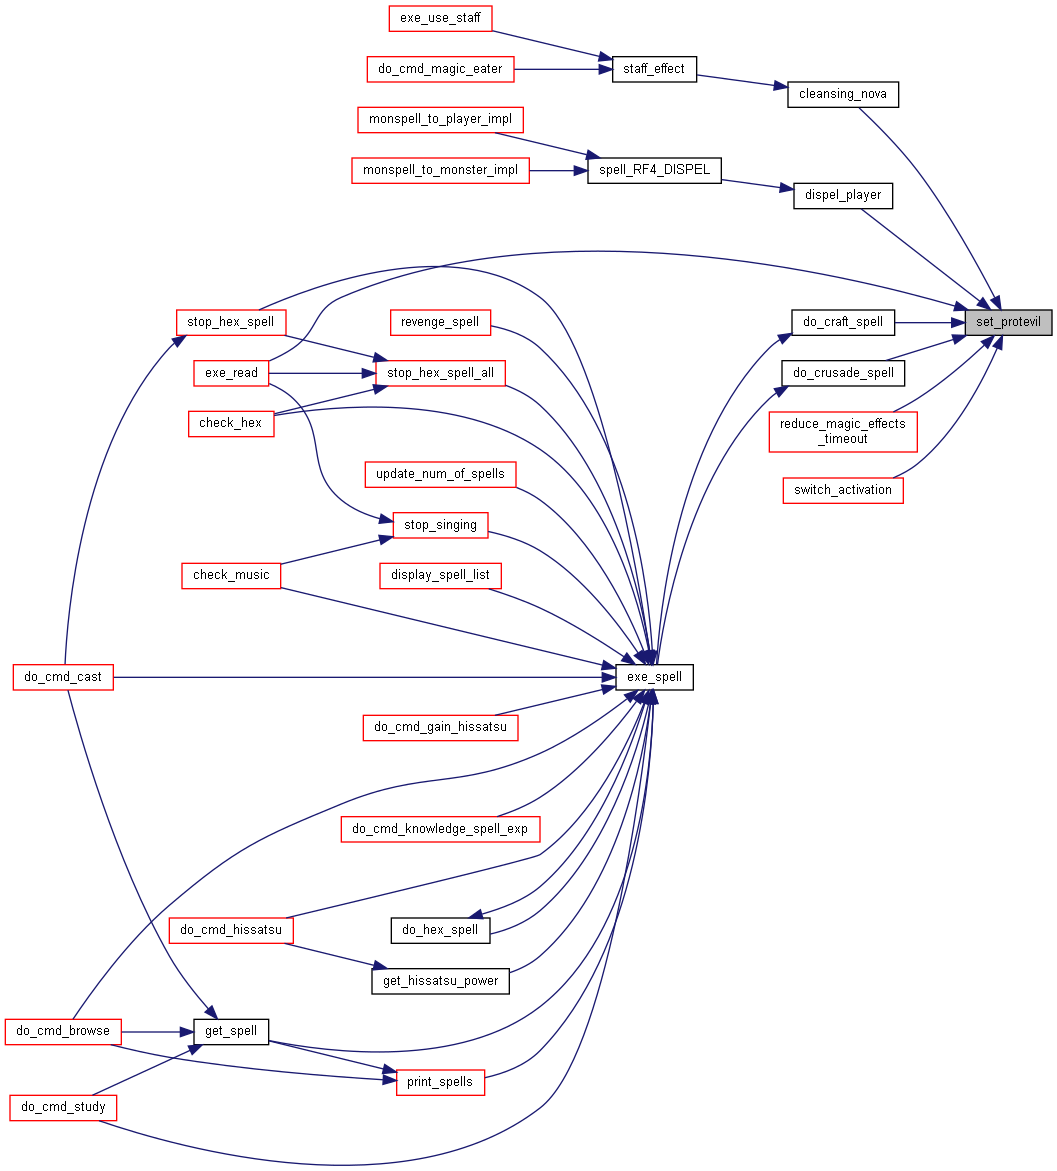 exe_use_staff
do_cmd_magic_eater
staff_effect
cleansing_nova
monspell_to_player_impl
monspell_to_monster_impl
spell_RF4_DISPEL
dispel_player
stop_hex_spell
revenge_spell
do_craft_spell
set_protevil
exe_read
stop_hex_spell_all
do_crusade_spell
check_hex
reduce_magic_effects
_timeout
update_num_of_spells
switch_activation
stop_singing
check_music
display_spell_list
do_cmd_cast
exe_spell
do_cmd_gain_hissatsu
do_cmd_knowledge_spell_exp
do_cmd_hissatsu
do_hex_spell
get_hissatsu_power
do_cmd_browse
get_spell
print_spells
do_cmd_study